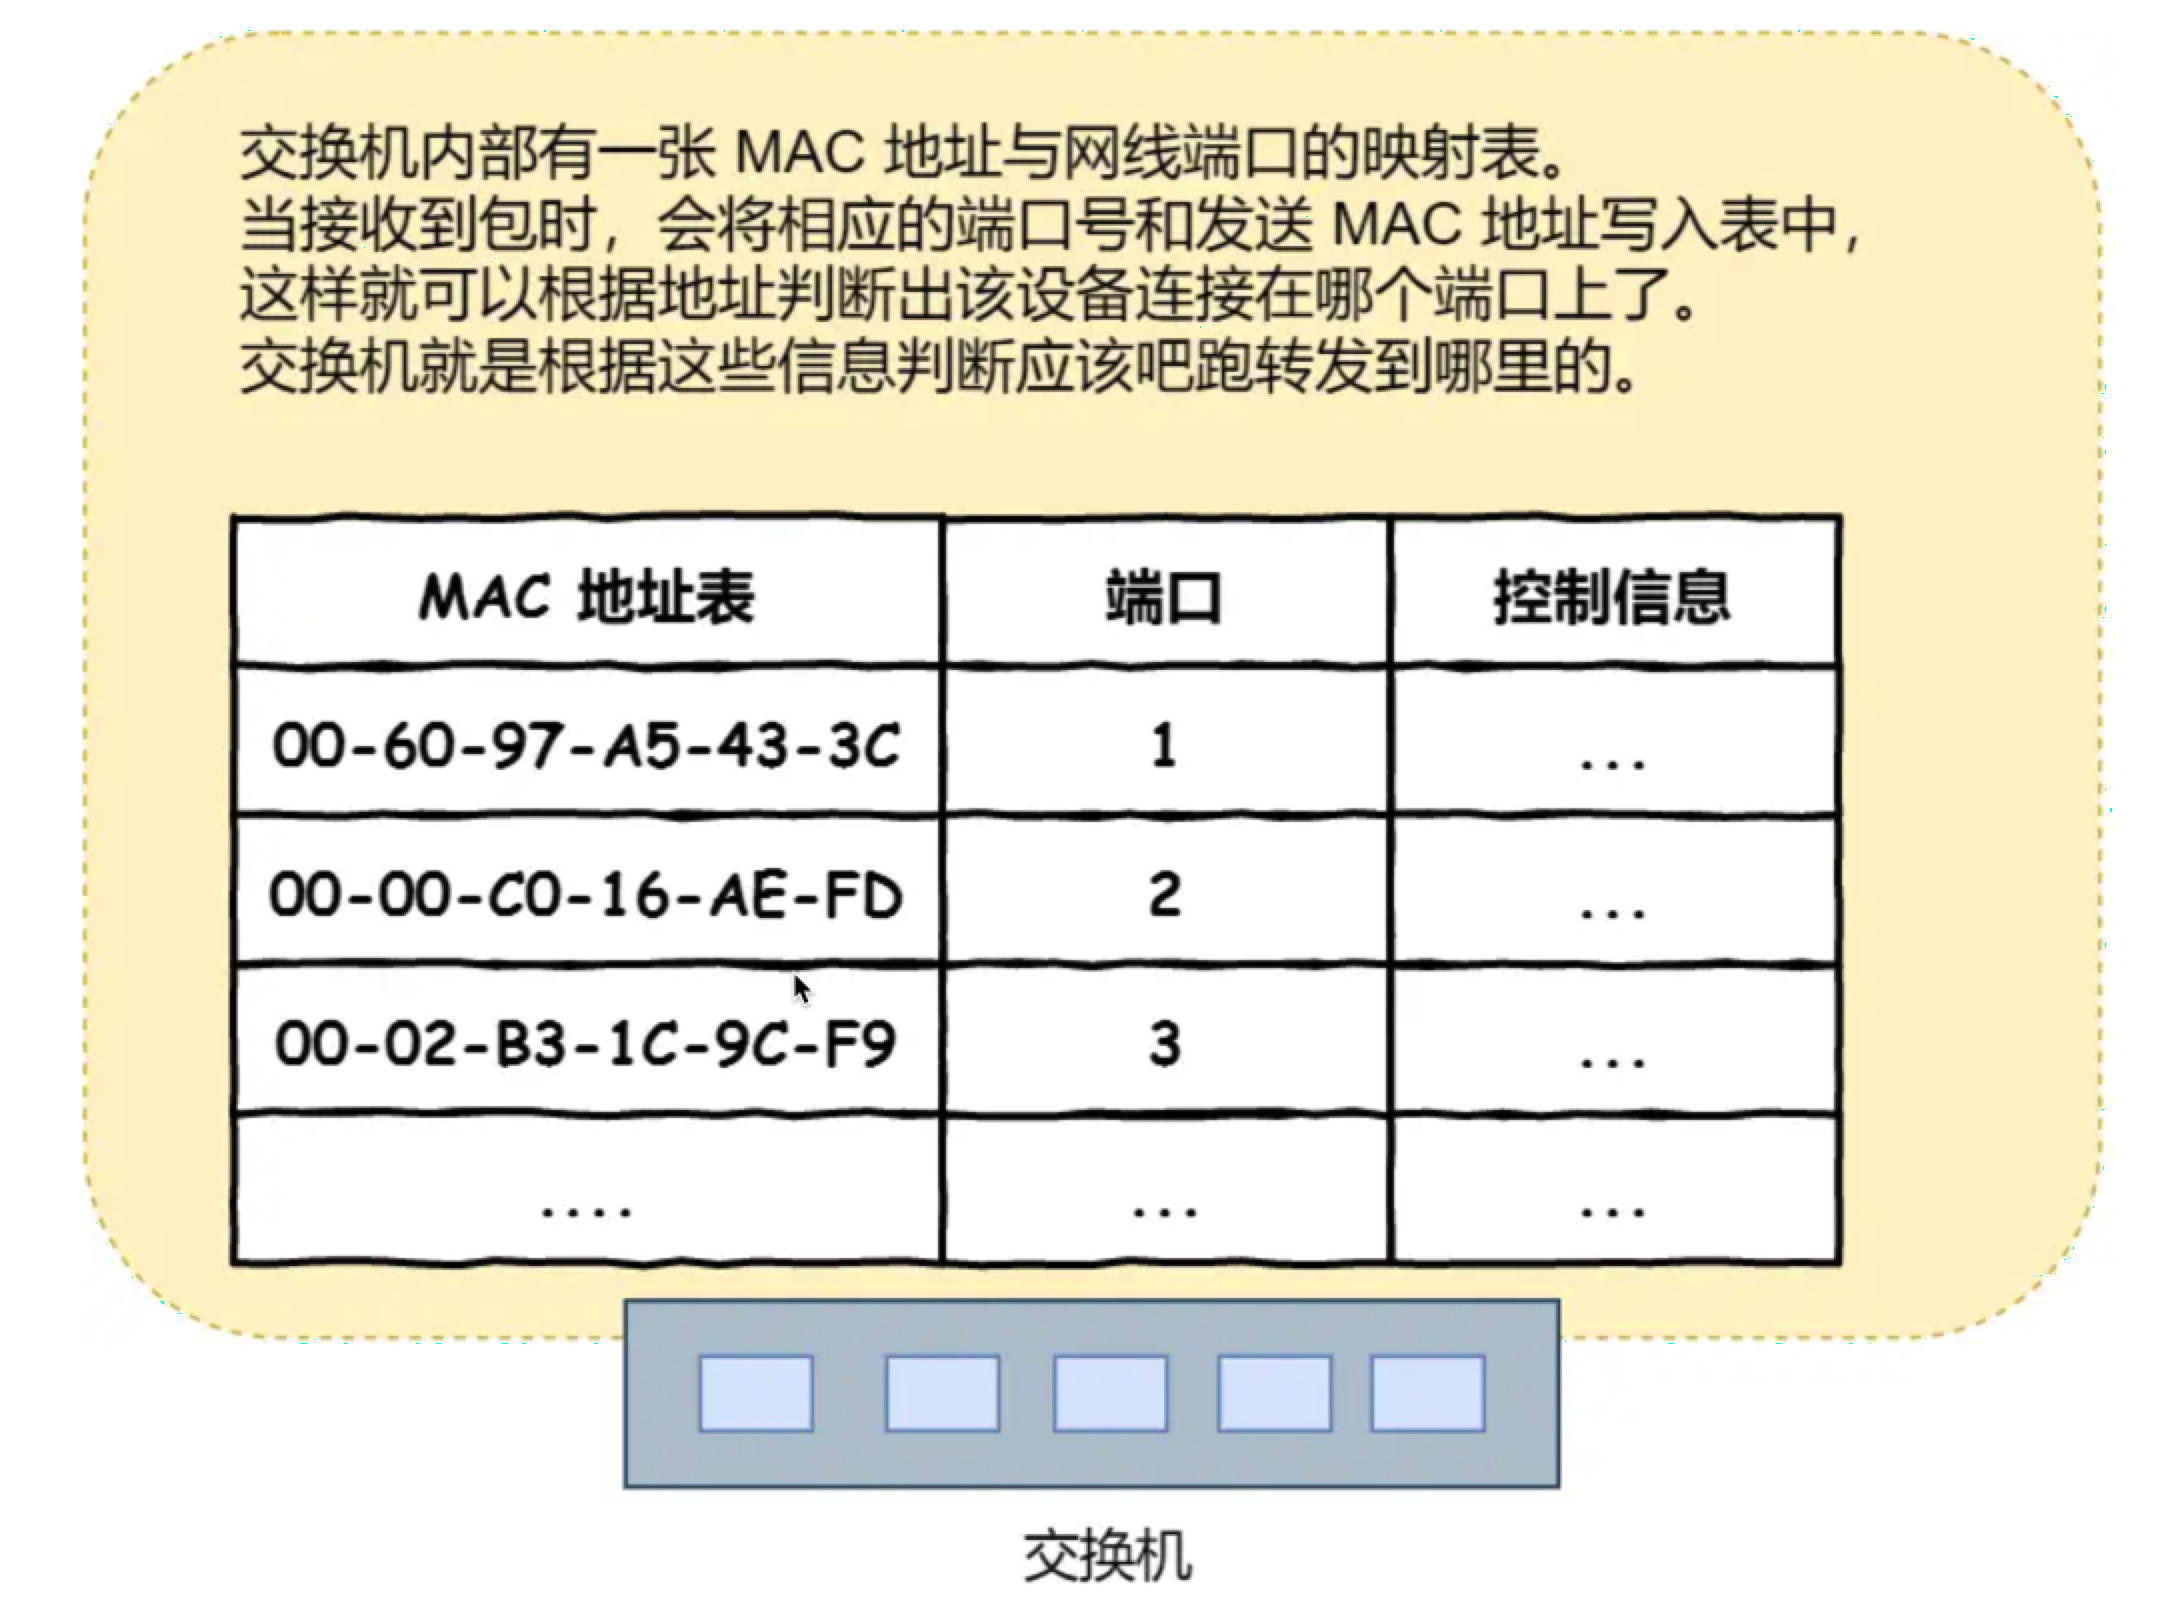 交换机内部有一张 MAC 地址与网线端口的映射表。
当接收到包时，会将相应的端口号和发送 MAC 地址写入表中，
这样就可以根据地址判断出该设备连接在哪个端口上了。
交换机就是根据这些信息判断应该吧跑转发到哪里的。
MAC 地址表 端口 控制信息
00-60-97-A5-43-3C 1 ...
00-00-C0-16-AE-FD 2 ...
00-02-B3-1C-9C-F9 3 ...
.... ... ...
交换机